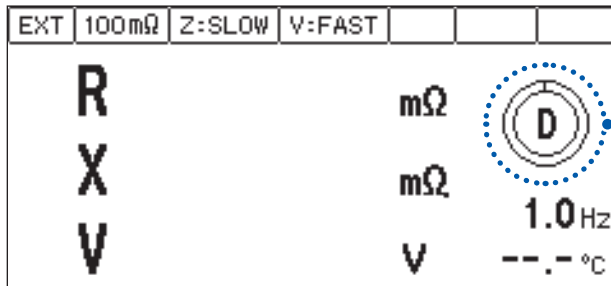 EXT 100mΩ Z:SLOW V:FAST
R mΩ
D
X mΩ
1.0 Hz
V V
--.- °C